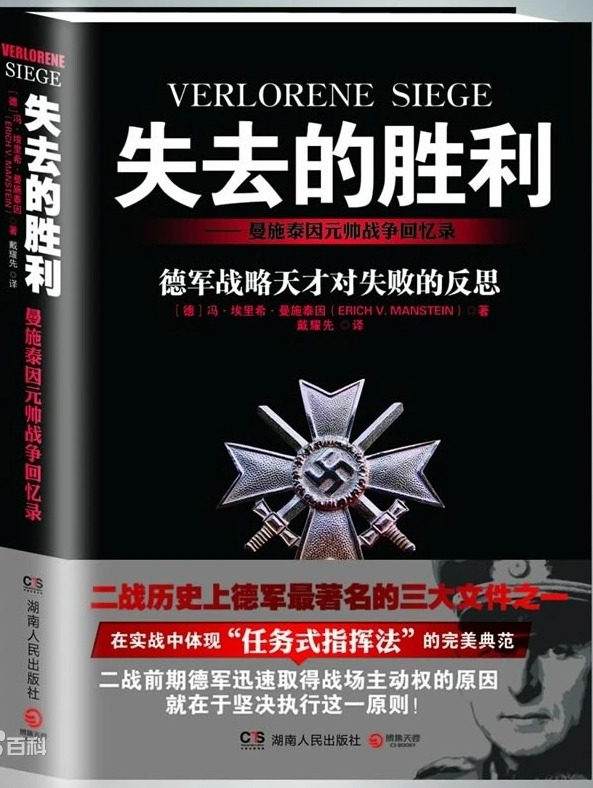 VERLORENE
SIEGE
失去的胜利
[德]冯·埃里希·曼施泰因
(ERICH V. MANSTEIN)◎著
戴耀先◎译
曼施泰因元帅战争回忆录
湖南人民出版社
博集天卷
百科
VERLORENE SIEGE
失去的胜利
——曼施泰因元帅战争回忆录
德军战略天才对失败的反思
[德]冯·埃里希·曼施泰因(ERICH V. MANSTEIN)◎著
戴耀先◎译
二战历史上德军最著名的三大文件之一
在实战中体现“任务式指挥法”的完美典范
二战前期德军迅速取得战场主动权的原因
就在于坚决执行这一原则!
湖南人民出版社
博集天卷
CS-BOOKY